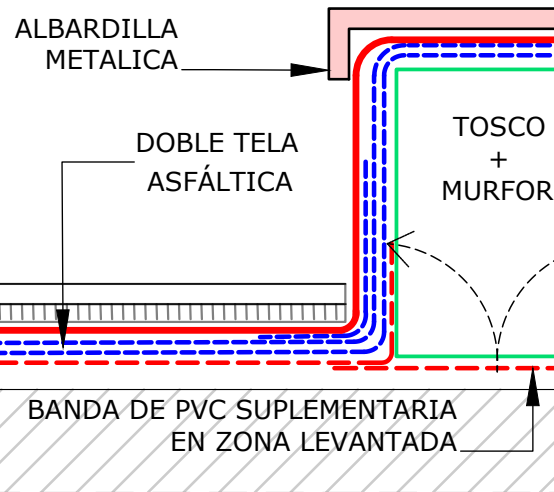 ALBARDILLA
METALICA
DOBLE TELA
ASFÁLTICA
TOSCO
+
MURFOR
BANDA DE PVC SUPLEMENTARIA
EN ZONA LEVANTADA